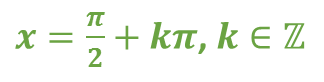 x = π/2 + kπ, k ∈ ℤ